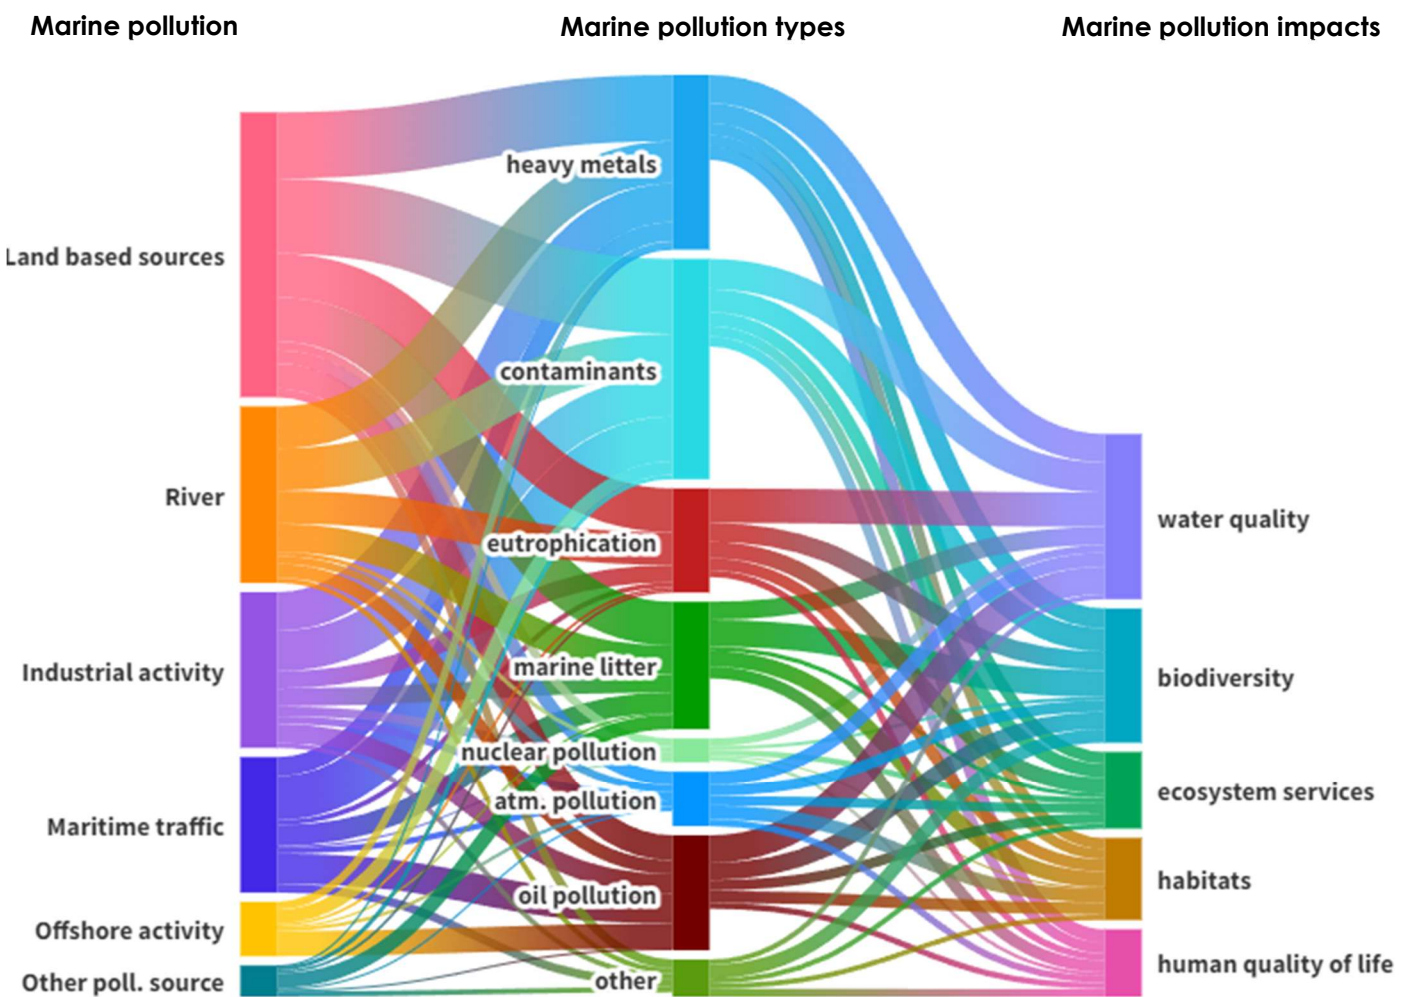 Marine pollution
Marine pollution types
Marine pollution impacts
heavy metals
Land based sources
contaminants
River
water quality
eutrophication
marine litter
Industrial activity
biodiversity
nuclear pollution
ecosystem services
atm. pollution
Maritime traffic
habitats
oil pollution
Offshore activity
human quality of life
Other poll. source
other